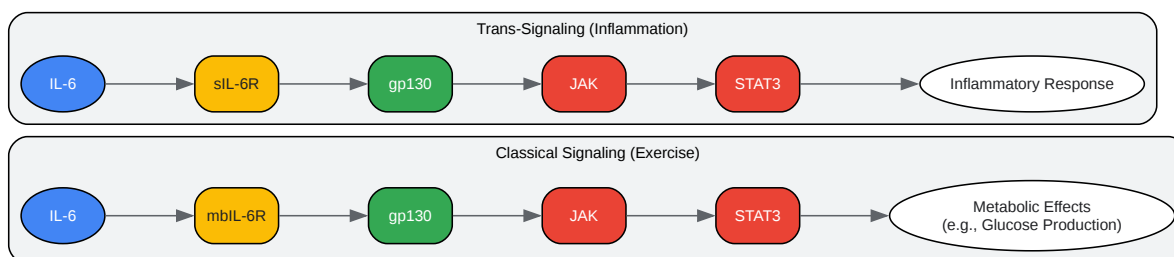 Trans-Signaling (Inflammation)
IL-6
sIL-6R
gp130
JAK
STAT3
Inflammatory Response
Classical Signaling (Exercise)
IL-6
mbIL-6R
gp130
JAK
STAT3
Metabolic Effects
(e.g., Glucose Production)